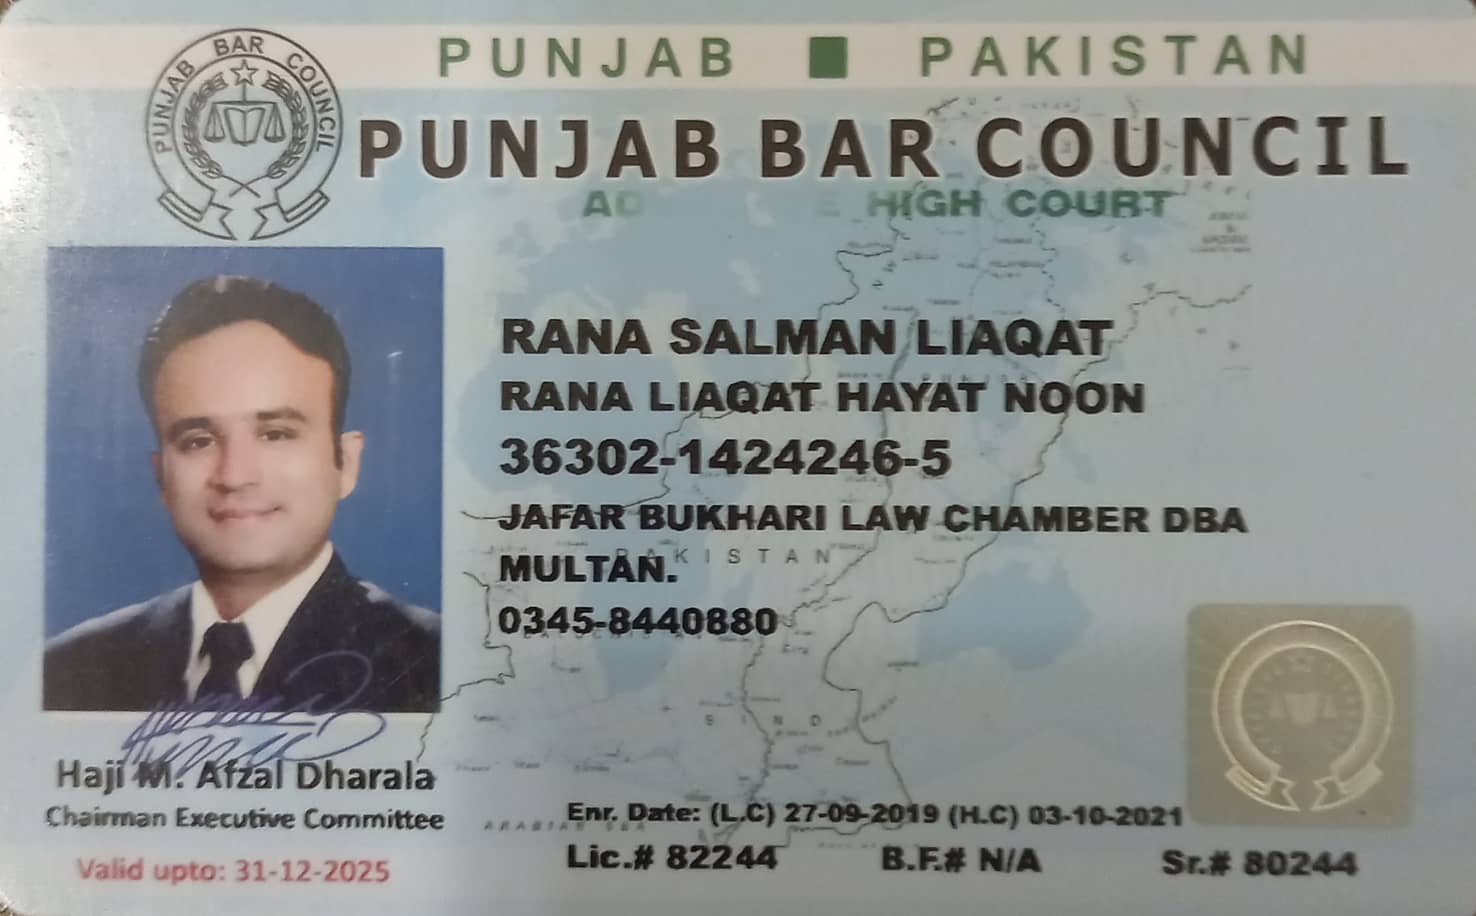 PUNJAB BAR COUNCIL
PUNJAB PAKISTAN
PUNJAB BAR COUNCIL
HIGH COURT
RANA SALMAN LIAQAT
RANA LIAQAT HAYAT NOON
36302-1424246-5
JAFAR BUKHARI LAW CHAMBER DBA
PAKISTAN
MULTAN.
0345-8440880
SIND
Haji M. Afzal Dharala
Chairman Executive Committee
ARABIAN SEA
Enr. Date: (L.C) 27-09-2019 (H.C) 03-10-2021
Lic.# 82244 B.F.# N/A Sr.# 80244
Valid upto: 31-12-2025